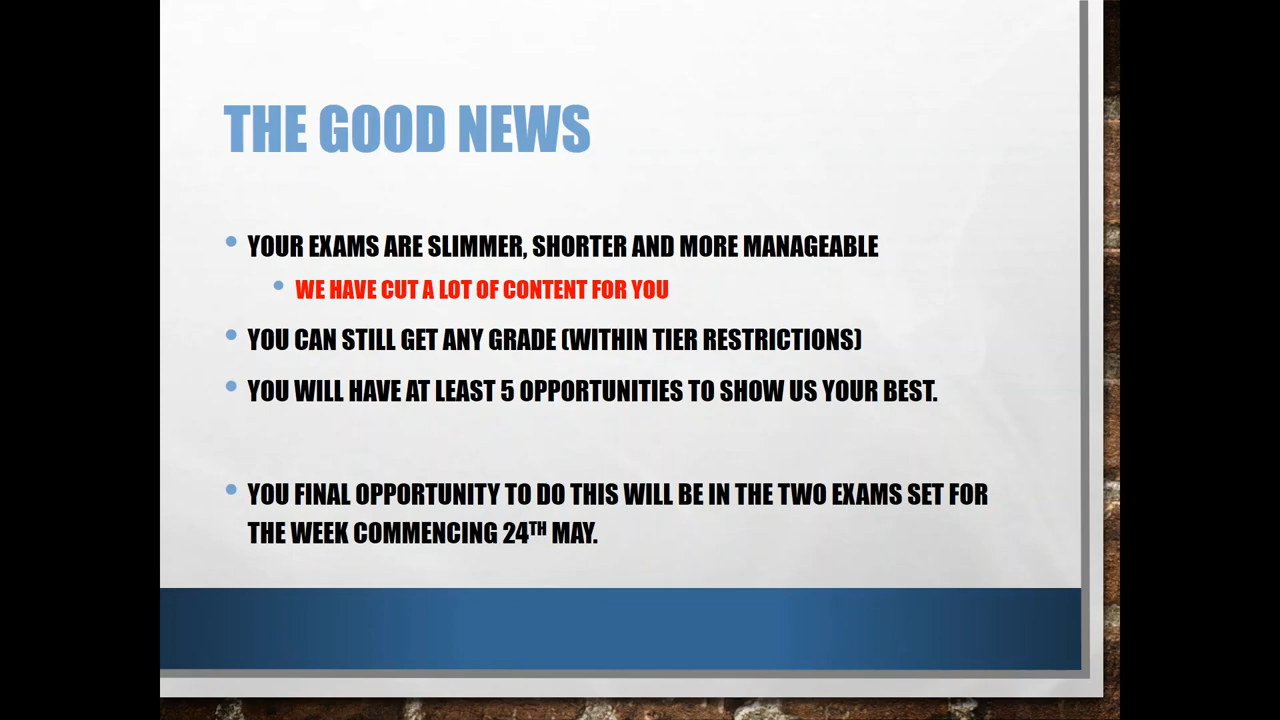 THE GOOD NEWS
YOUR EXAMS ARE SLIMMER, SHORTER AND MORE MANAGEABLE
WE HAVE CUT A LOT OF CONTENT FOR YOU
YOU CAN STILL GET ANY GRADE (WITHIN TIER RESTRICTIONS)
YOU WILL HAVE AT LEAST 5 OPPORTUNITIES TO SHOW US YOUR BEST.
YOU FINAL OPPORTUNITY TO DO THIS WILL BE IN THE TWO EXAMS SET FOR
THE WEEK COMMENCING 24TH MAY.